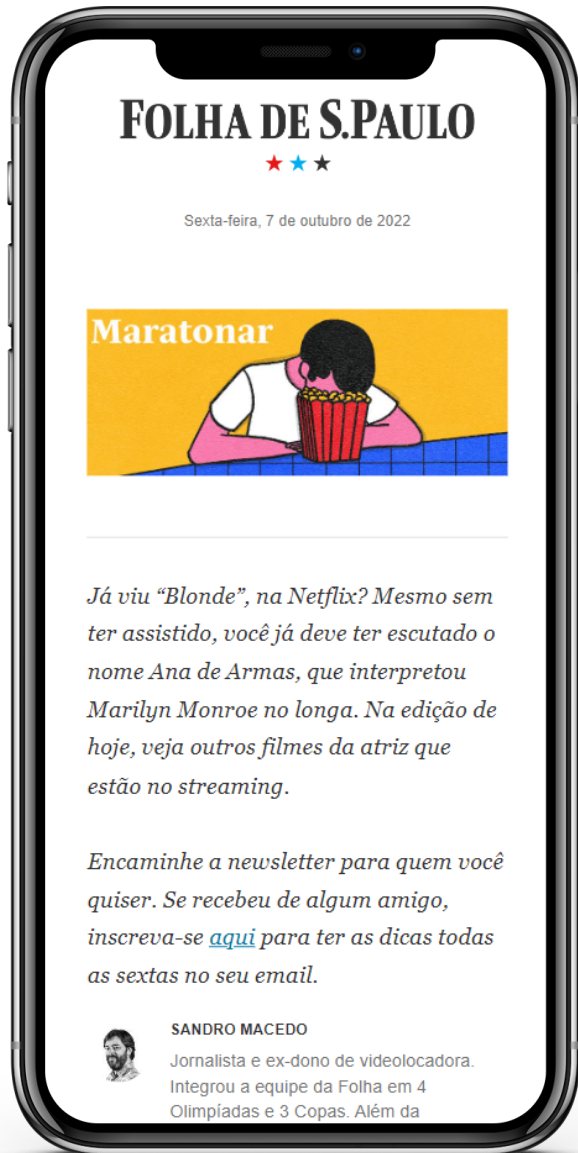 FOLHA DE S.PAULO
Sexta-feira, 7 de outubro de 2022
Maratonar
Já viu “Blonde”, na Netflix? Mesmo sem
ter assistido, você já deve ter escutado o
nome Ana de Armas, que interpretou
Marilyn Monroe no longa. Na edição de
hoje, veja outros filmes da atriz que
estão no streaming.
Encaminhe a newsletter para quem você
quiser. Se recebeu de algum amigo,
inscreva-se aqui para ter as dicas todas
as sextas no seu email.
SANDRO MACEDO
Jornalista e ex-dono de videolocadora.
Integrou a equipe da Folha em 4
Olimpíadas e 3 Copas. Além da